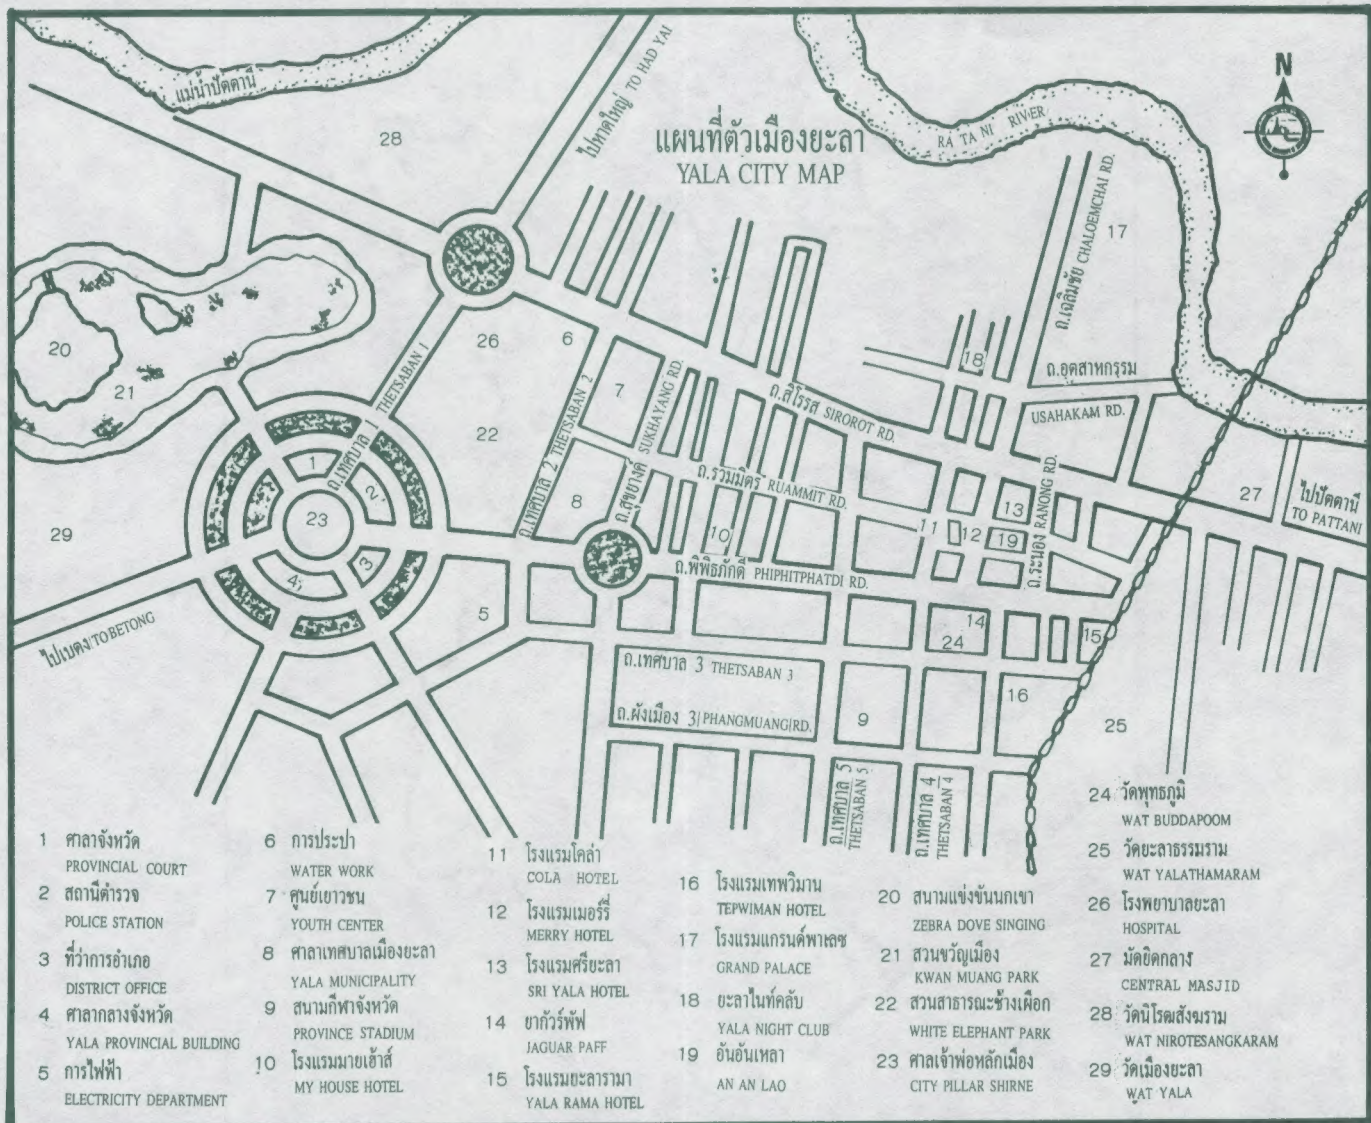 แผนที่ตัวเมืองยะลา
YALA CITY MAP
N
แม่น้ำปัตตานี
ไปหาดใหญ่ TO HAD YAI
RA TA NI RIVER
28
17
ถ.เฉลิมชัย CHALOEMCHAI RD.
20
21
26
6
7
18
ถ.อุตสาหกรรม
USAHAKAM RD.
ถ.เทศบาล 1 THETSABAN 1
22
ถ.เทศบาล 2 THETSABAN 2
ถ.สุขยางค์ SUKHAYANG RD.
ถ.สิโรรส SIROROT RD.
1
2
8
ถ.รวมมิตร RUAMMIT RD.
ถ.ระนอง RANONG RD.
27
ไปปัตตานี
TO PATTANI
29
23
10
11
12
13
19
3
4
ถ.พิพิธภักดี PHIPHITPHATDI RD.
5
14
24
15
ไปเบตง TO BETONG
ถ.เทศบาล 3 THETSABAN 3
ถ.ผังเมือง 3 PHANGMUANG RD.
9
16
25
ถ.เทศบาล 5
THETSABAN 5
ถ.เทศบาล 4
THETSABAN 4
1 ศาลาจังหวัด
PROVINCIAL COURT
2 สถานีตำรวจ
POLICE STATION
3 ที่ว่าการอำเภอ
DISTRICT OFFICE
4 ศาลากลางจังหวัด
YALA PROVINCIAL BUILDING
5 การไฟฟ้า
ELECTRICITY DEPARTMENT
6 การประปา
WATER WORK
7 ศูนย์เยาวชน
YOUTH CENTER
8 ศาลาเทศบาลเมืองยะลา
YALA MUNICIPALITY
9 สนามกีฬาจังหวัด
PROVINCE STADIUM
10 โรงแรมมายเฮ้าส์
MY HOUSE HOTEL
11 โรงแรมโคล่า
COLA HOTEL
12 โรงแรมเมอร์รี่
MERRY HOTEL
13 โรงแรมศรียะลา
SRI YALA HOTEL
14 ยากัวร์พัฟ
JAGUAR PAFF
15 โรงแรมยะลารามา
YALA RAMA HOTEL
16 โรงแรมเทพวิมาน
TEPWIMAN HOTEL
17 โรงแรมแกรนด์พาเลซ
GRAND PALACE
18 ยะลาไนท์คลับ
YALA NIGHT CLUB
19 อันอันเหลา
AN AN LAO
20 สนามแข่งขันนกเขา
ZEBRA DOVE SINGING
21 สวนขวัญเมือง
KWAN MUANG PARK
22 สวนสาธารณะช้างเผือก
WHITE ELEPHANT PARK
23 ศาลเจ้าพ่อหลักเมือง
CITY PILLAR SHIRNE
24 วัดพุทธภูมิ
WAT BUDDAPOOM
25 วัดยะลาธรรมราม
WAT YALATHAMARAM
26 โรงพยาบาลยะลา
HOSPITAL
27 มัดยิดกลาง
CENTRAL MASJID
28 วัดนิโรธสังฆราม
WAT NIROTESANGKARAM
29 วัดเมืองยะลา
WAT YALA